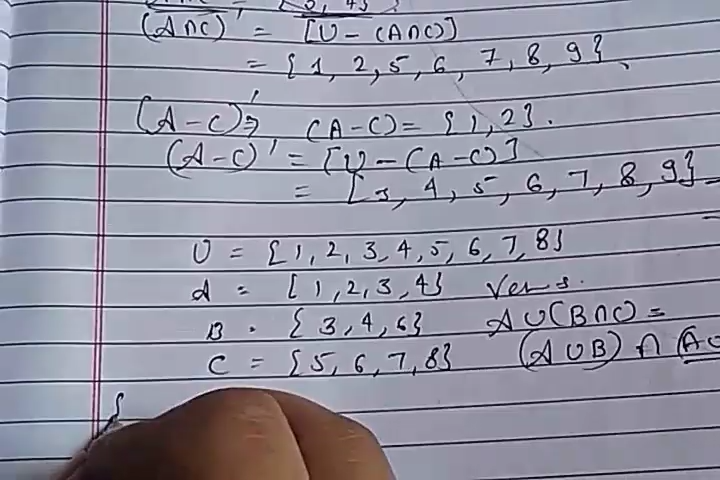 (A∩C)' = [U - (A∩C)]
= {1, 2, 5, 6, 7, 8, 9}
(A-C)' ⇒ (A-C) = {1, 2}.
(A-C)' = [U - (A-C)]
= [3, 4, 5, 6, 7, 8, 9}
U = {1, 2, 3, 4, 5, 6, 7, 8}
A = [1, 2, 3, 4}
B = {3, 4, 6} A∪(B∩C) =
C = {5, 6, 7, 8} (A∪B) ∩ (A∪